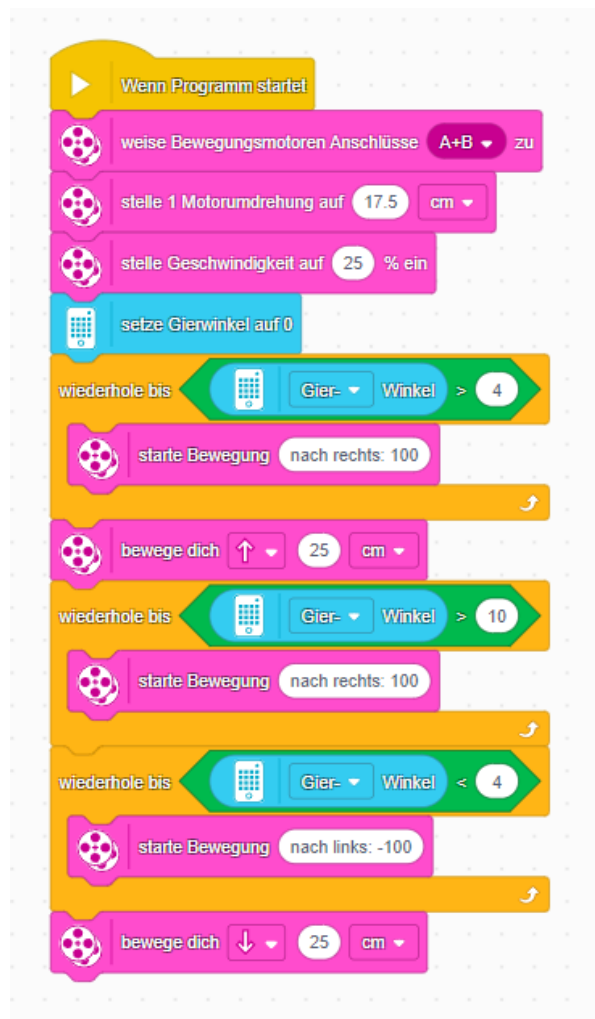 Wenn Programm startet
weise Bewegungsmotoren Anschlüsse A+B zu
stelle 1 Motorumdrehung auf 17.5 cm
stelle Geschwindigkeit auf 25 % ein
setze Gierwinkel auf 0
wiederhole bis Gier- Winkel > 4
starte Bewegung nach rechts: 100
bewege dich ↑ 25 cm
wiederhole bis Gier- Winkel > 10
starte Bewegung nach rechts: 100
wiederhole bis Gier- Winkel < 4
starte Bewegung nach links: -100
bewege dich ↓ 25 cm